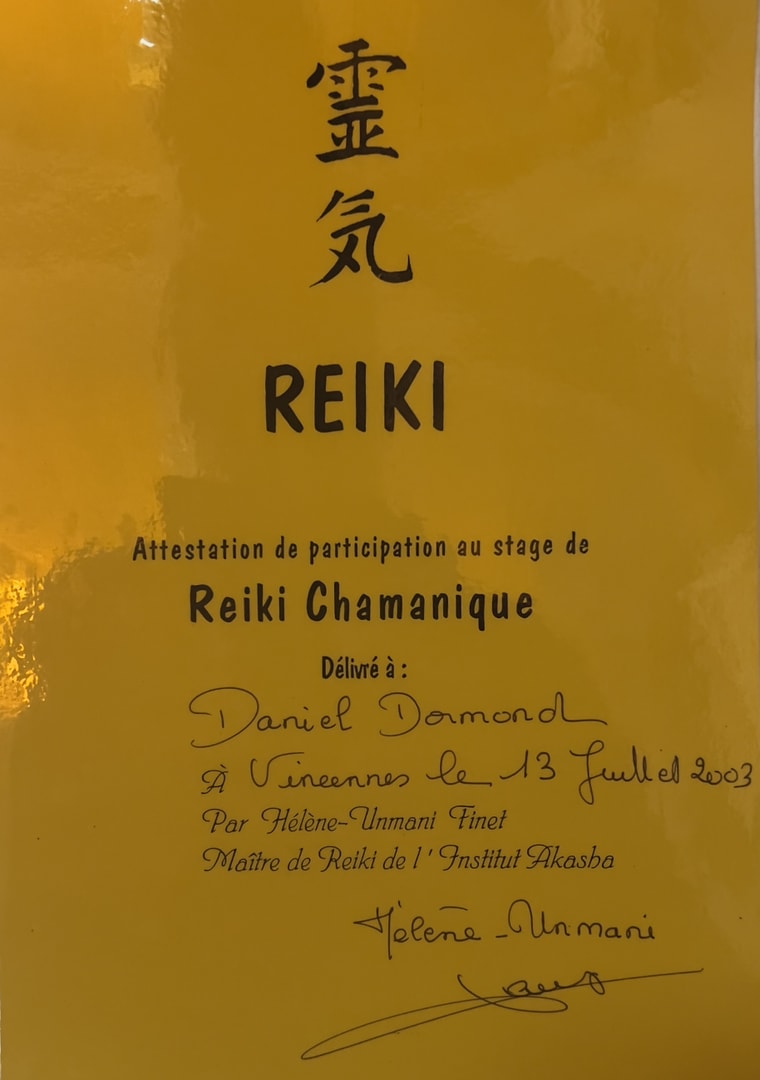 靈
気
REIKI
Attestation de participation au stage de
Reiki Chamanique
Délivré à :
Daniel Dormond
À Vincennes le 13 Juillet 2003
Par Hélène-Unmani Finet
Maître de Reiki de l'Institut Akasha
Hélène-Unmani